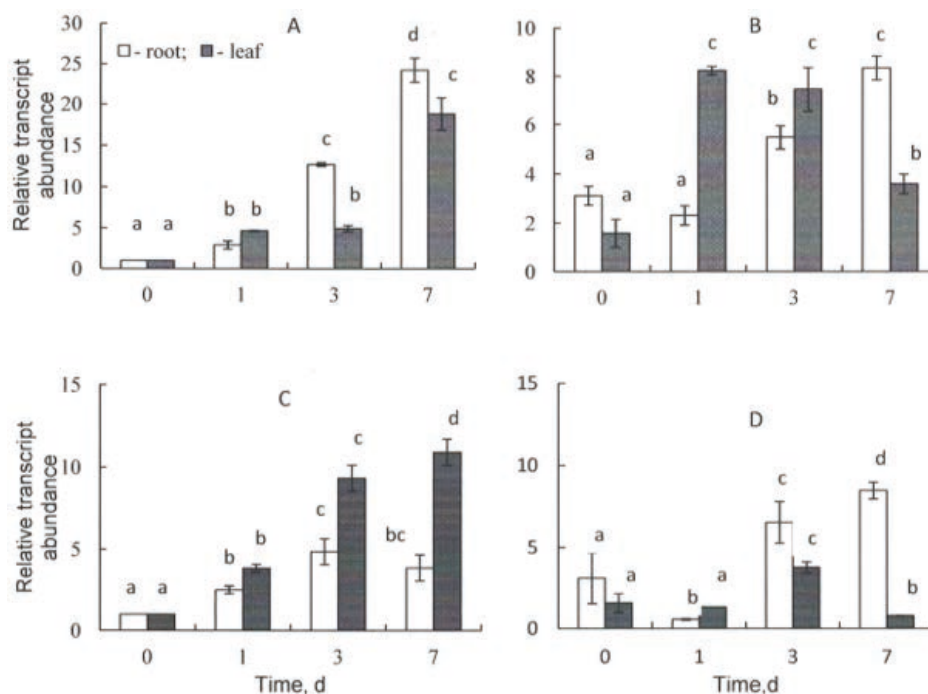 A
□ - root; ■ - leaf
Relative transcript
abundance
30
25
20
15
10
5
0
a a
b b
c
b
d
c
0 1 3 7
B
10
8
6
4
2
0
a
a
a
c
b
c
c
b
0 1 3 7
C
Relative transcript
abundance
15
10
5
0
a a
b b
c
c
bc
d
0 1 3 7
Time, d
D
15
10
5
0
a
a
b
a
c
c
d
b
0 1 3 7
Time,d